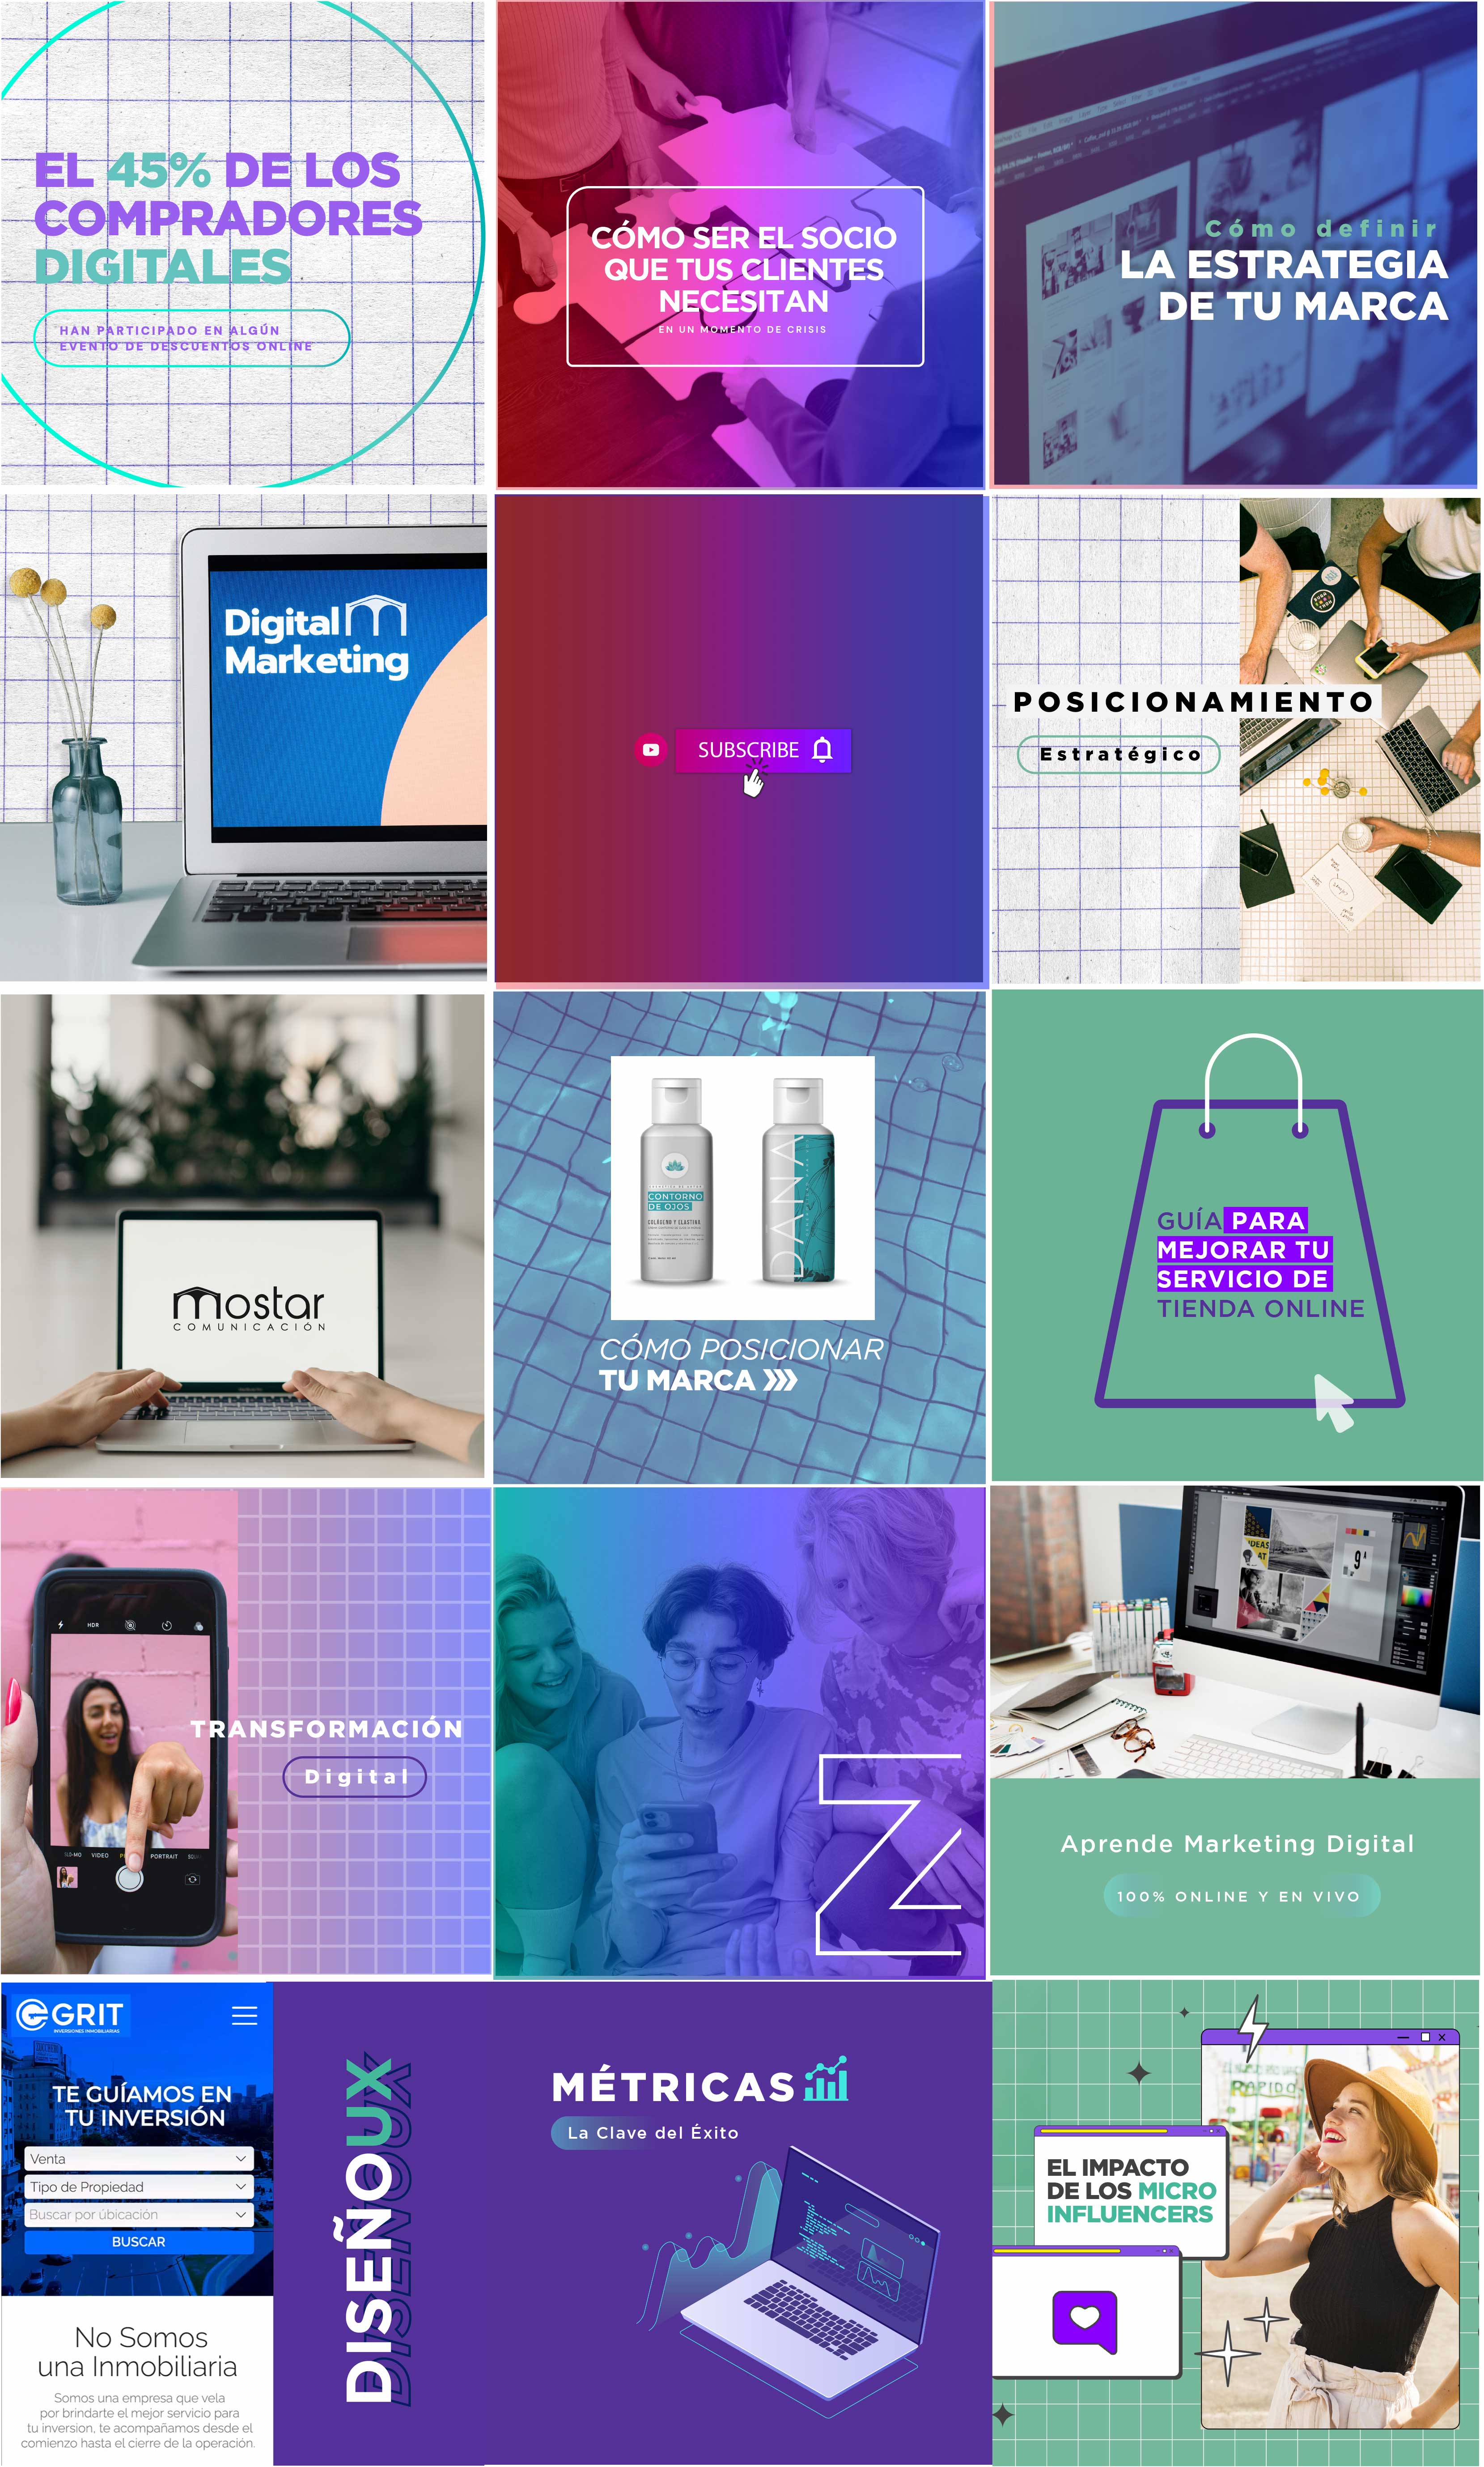 EL 45% DE LOS
COMPRADORES
DIGITALES
HAN PARTICIPADO EN ALGÚN
EVENTO DE DESCUENTOS ONLINE
CÓMO SER EL SOCIO
QUE TUS CLIENTES
NECESITAN
EN UN MOMENTO DE CRISIS
Cómo definir
LA ESTRATEGIA
DE TU MARCA
Digital
Marketing
SUBSCRIBE
POSICIONAMIENTO
Estratégico
mostar
COMUNICACIÓN
CONTORNO
DE OJOS
COLÁGENO Y ELASTINA
DANA
CÓMO POSICIONAR
TU MARCA
GUÍA PARA
MEJORAR TU
SERVICIO DE
TIENDA ONLINE
HDR
VIDEO
PORTRAIT
TRANSFORMACIÓN
Digital
Z
Aprende Marketing Digital
100% ONLINE Y EN VIVO
GRIT
INVERSIONES INMOBILIARIAS
TE GUÍAMOS EN
TU INVERSIÓN
Venta
Tipo de Propiedad
Buscar por úbicación
BUSCAR
No Somos
una Inmobiliaria
Somos una empresa que vela
por brindarte el mejor servicio para
tu inversion, te acompañamos desde el
comienzo hasta el cierre de la operación.
DISEÑO UX
MÉTRICAS
La Clave del Éxito
RAPIDO
EL IMPACTO
DE LOS MICRO
INFLUENCERS